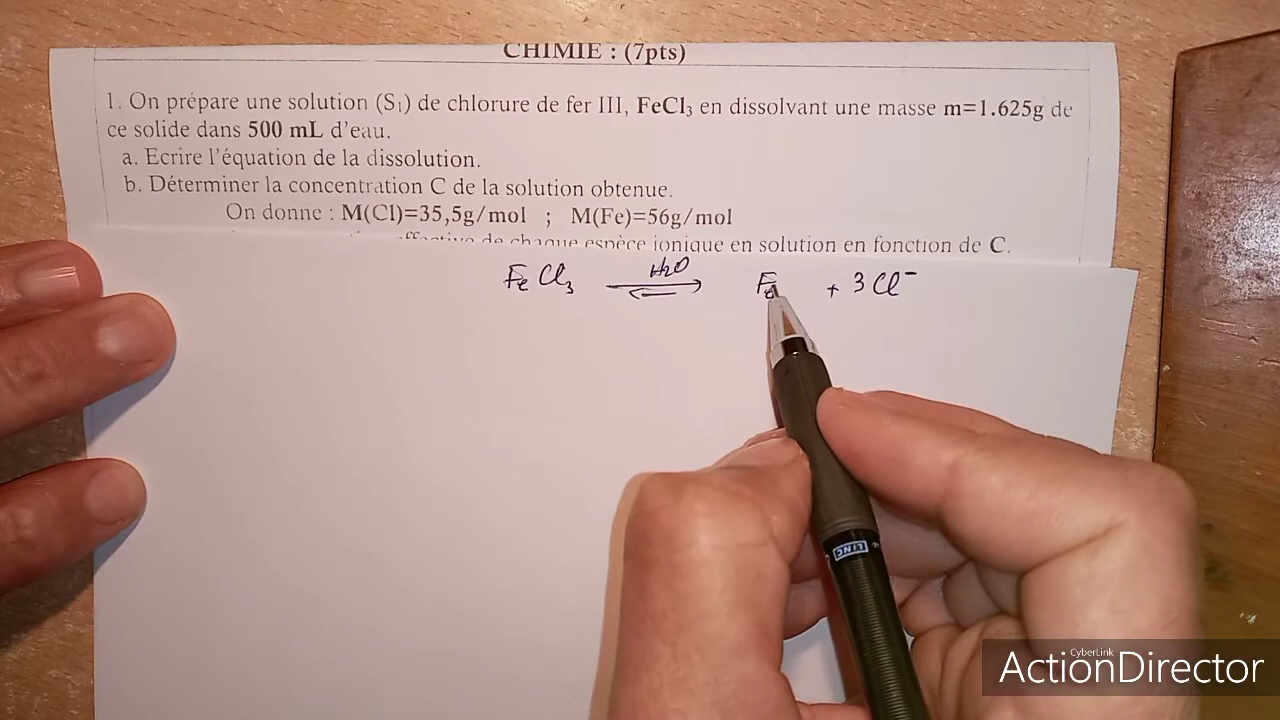 CHIMIE : (7pts)
1. On prépare une solution (S₁) de chlorure de fer III, FeCl₃ en dissolvant une masse m=1.625g de
ce solide dans 500 mL d'eau.
a. Ecrire l'équation de la dissolution.
b. Déterminer la concentration C de la solution obtenue.
On donne : M(Cl)=35,5g/mol ; M(Fe)=56g/mol
effective de chaque espèce ionique en solution en fonction de C.
H2O
FeCl₃ ⇌ Fe + 3Cl⁻
LINC
CyberLink
ActionDirector